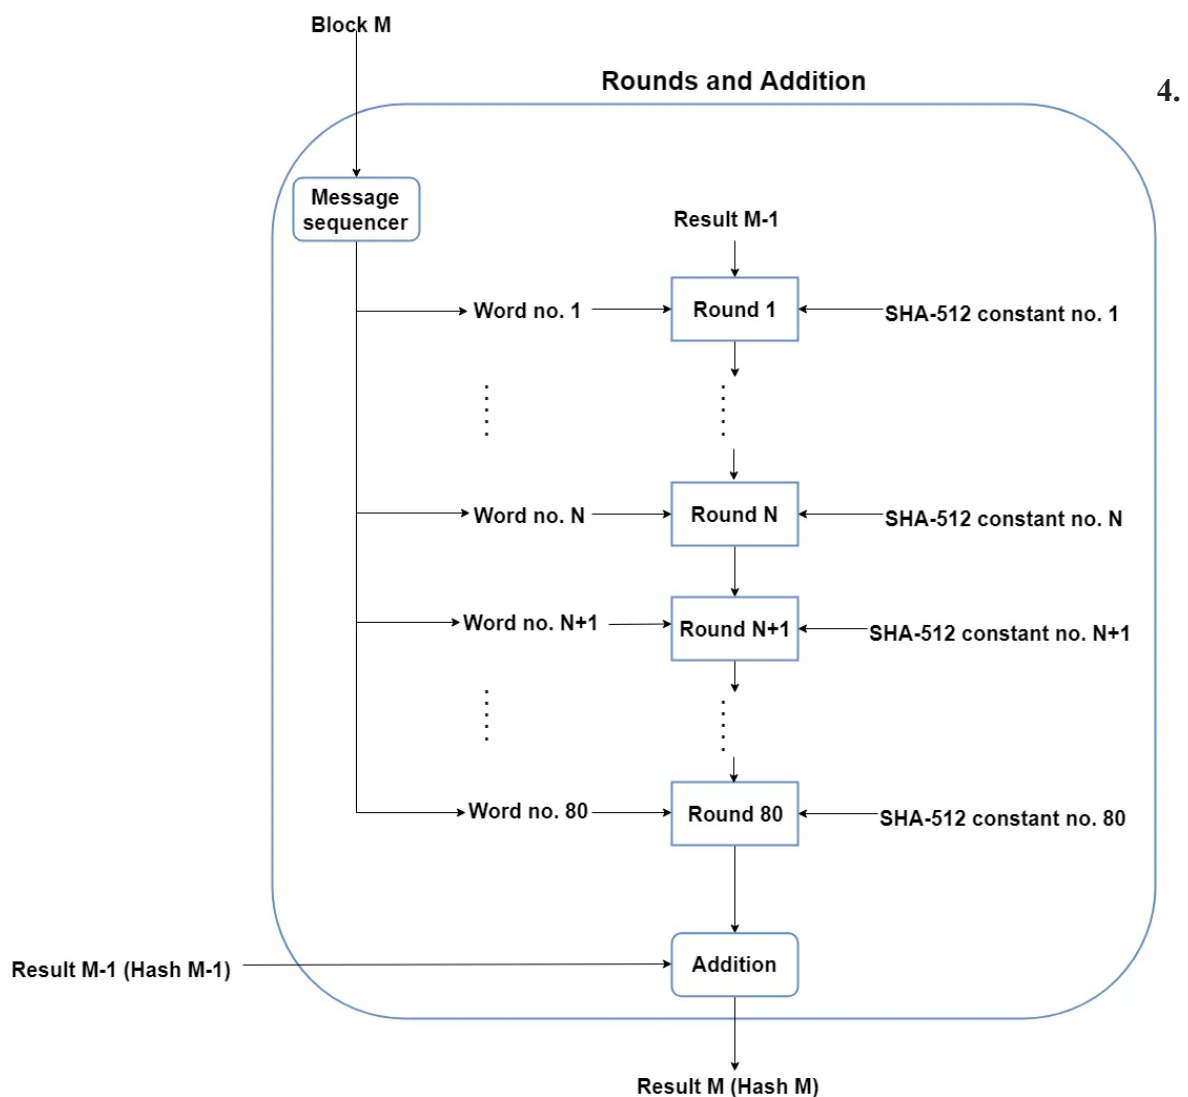 Block M
Rounds and Addition
4.
Message
sequencer
Result M-1
Word no. 1
Round 1
SHA-512 constant no. 1
Word no. N
Round N
SHA-512 constant no. N
Word no. N+1
Round N+1
SHA-512 constant no. N+1
Word no. 80
Round 80
SHA-512 constant no. 80
Result M-1 (Hash M-1)
Addition
Result M (Hash M)